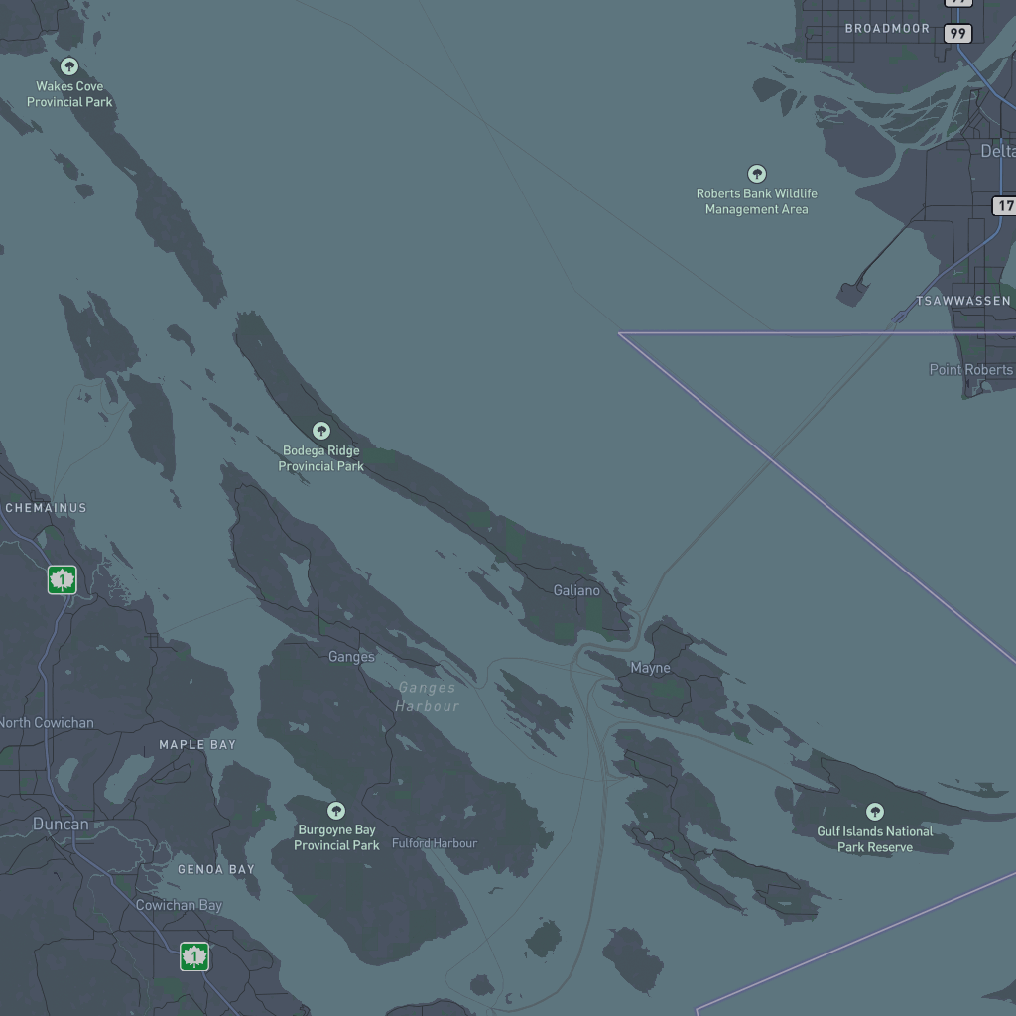 BROADMOOR
99
Wakes Cove
Provincial Park
Delta
Roberts Bank Wildlife
Management Area
17
TSAWWASSEN
Point Roberts
Bodega Ridge
Provincial Park
CHEMAINUS
1
Galiano
Ganges
Mayne
Ganges
Harbour
North Cowichan
MAPLE BAY
Duncan
Burgoyne Bay
Provincial Park
Fulford Harbour
Gulf Islands National
Park Reserve
GENOA BAY
Cowichan Bay
1